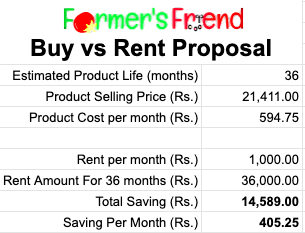 Farmer's Friend
Buy vs Rent Proposal
Estimated Product Life (months) 36
Product Selling Price (Rs.) 21,411.00
Product Cost per month (Rs.) 594.75
Rent per month (Rs.) 1,000.00
Rent Amount For 36 months (Rs.) 36,000.00
Total Saving (Rs.) 14,589.00
Saving Per Month (Rs.) 405.25